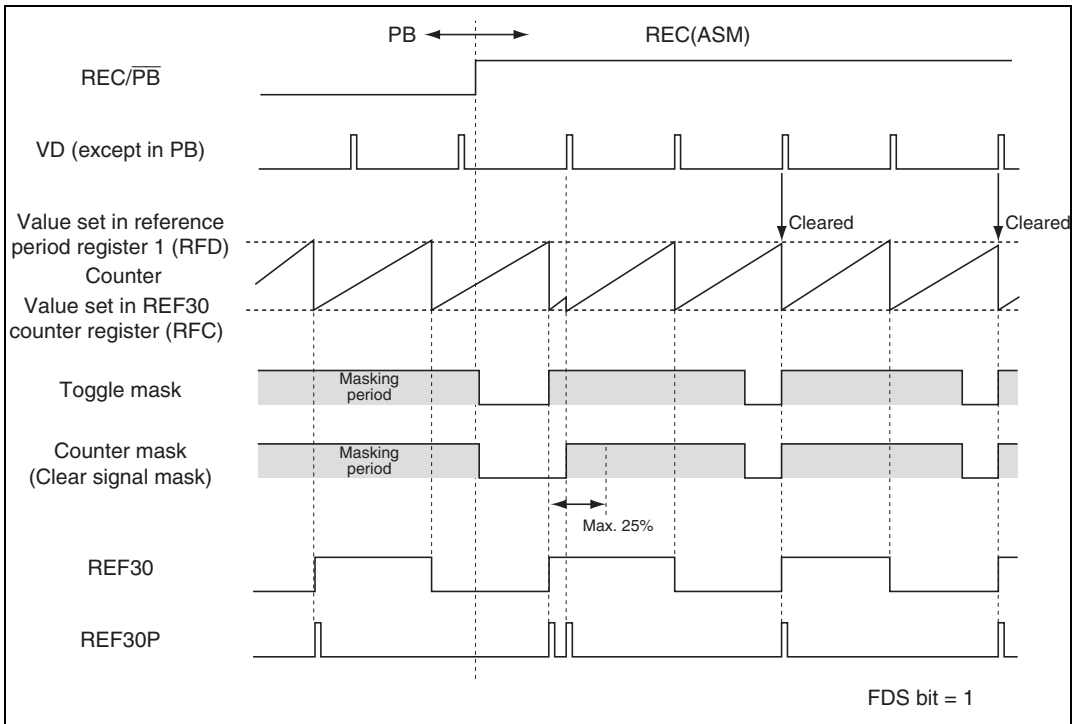 PB
REC(ASM)
REC/P̅B̅
VD (except in PB)
Cleared
Cleared
Value set in reference
period register 1 (RFD)
Counter
Value set in REF30
counter register (RFC)
Toggle mask
Masking
period
Counter mask
(Clear signal mask)
Masking
period
Max. 25%
REF30
REF30P
FDS bit = 1